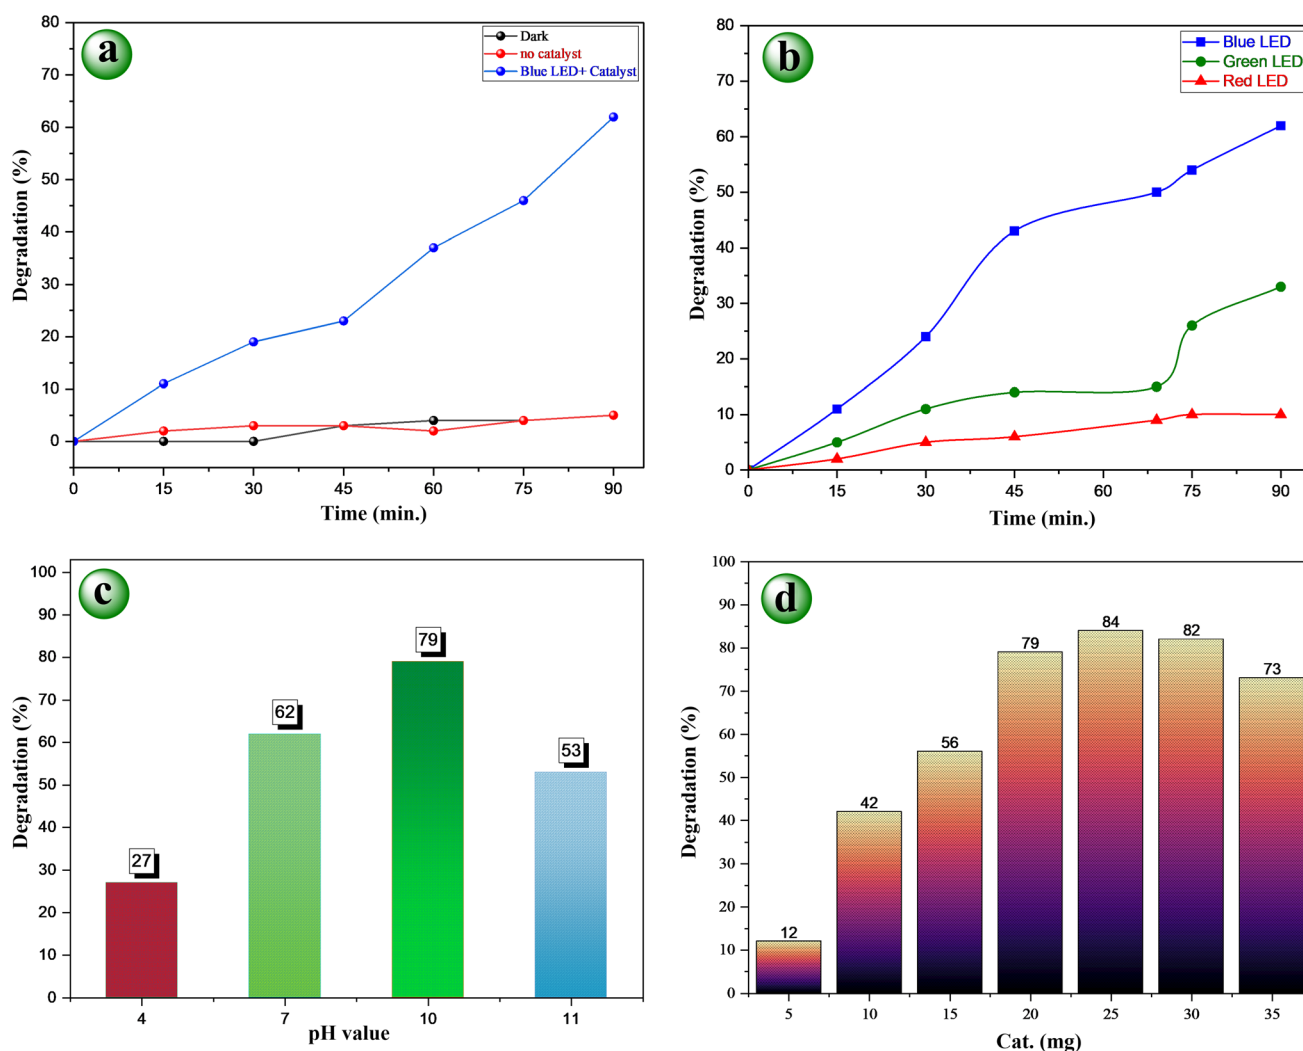 a
Dark
no catalyst
Blue LED+ Catalyst
80
70
60
50
40
30
20
10
0
Degradation (%)
0 15 30 45 60 75 90
Time (min.)
b
Blue LED
Green LED
Red LED
80
70
60
50
40
30
20
10
0
Degradation (%)
0 15 30 45 60 75 90
Time (min.)
c
100
90
80
70
60
50
40
30
20
10
0
Degradation (%)
27
62
79
53
4 7 10 11
pH value
d
100
90
80
70
60
50
40
30
20
10
0
Degradation (%)
12
42
56
79
84
82
73
5 10 15 20 25 30 35
Cat. (mg)